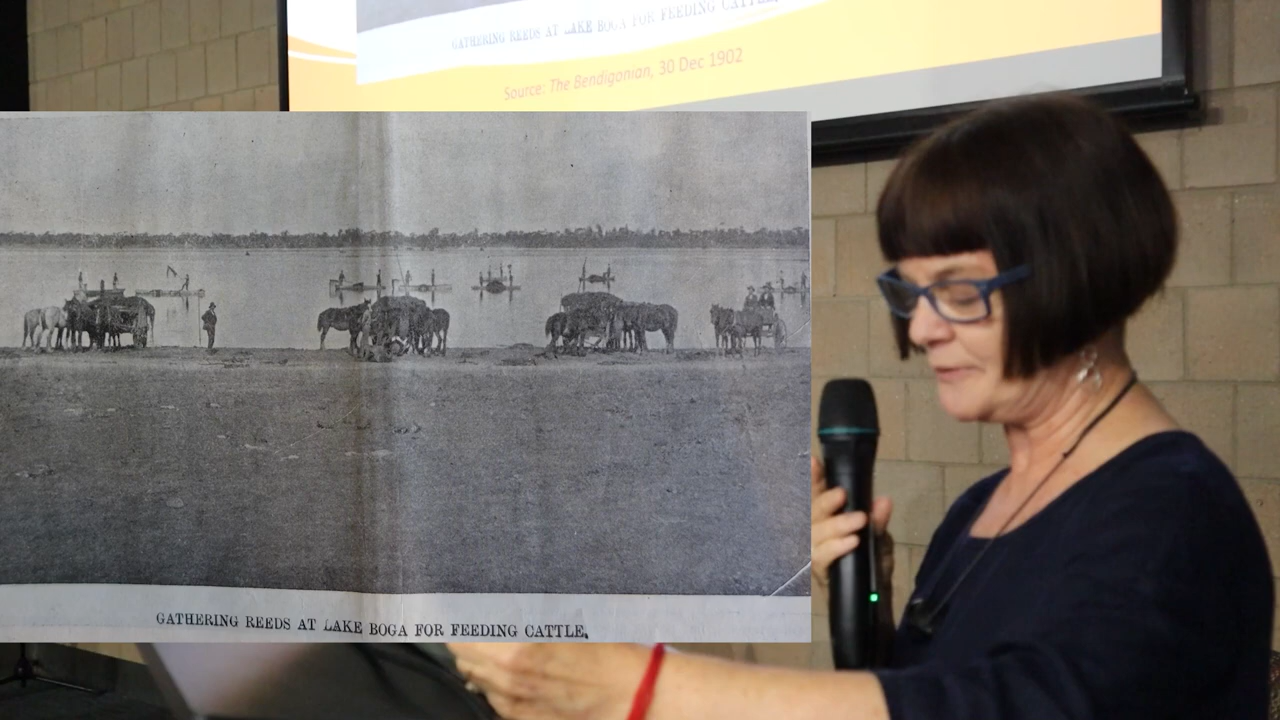 GATHERING REEDS AT LAKE BOGA FOR FEEDING CATTLE.
Source: The Bendigonian, 30 Dec 1902
GATHERING REEDS AT LAKE BOGA FOR FEEDING CATTLE.